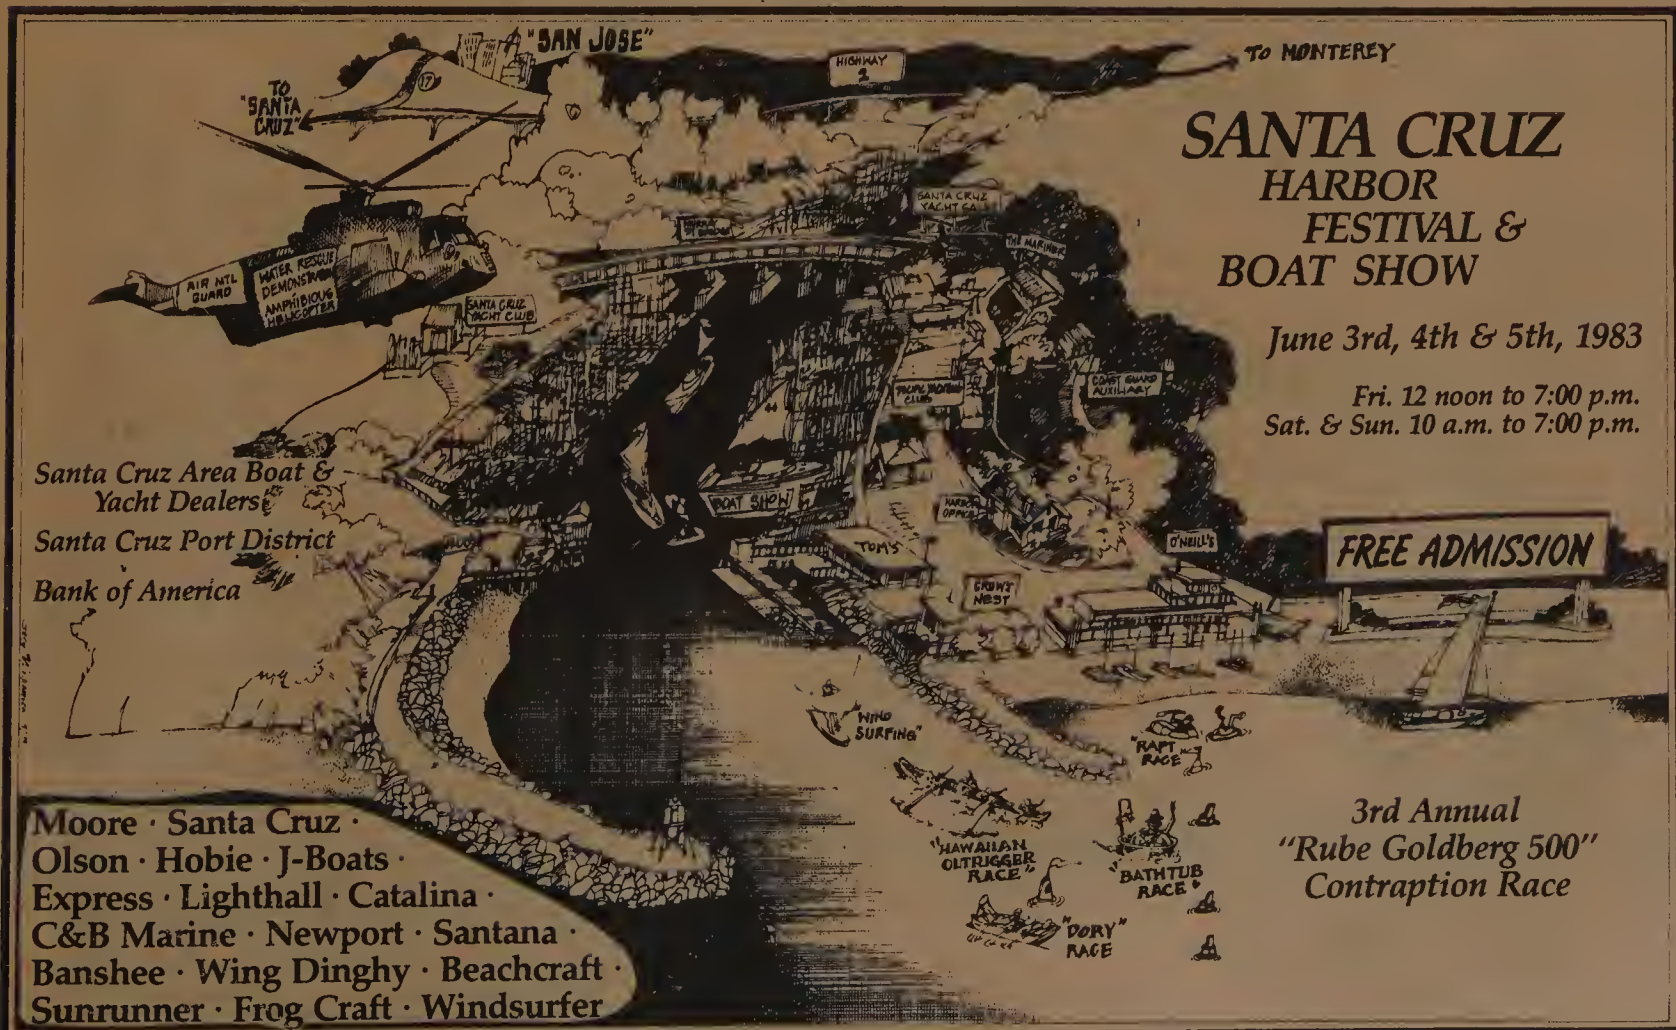 "SAN JOSE"
17
TO
"SANTA
CRUZ"
HIGHWAY
TO MONTEREY
SANTA CRUZ
HARBOR
FESTIVAL &
BOAT SHOW
June 3rd, 4th & 5th, 1983
Fri. 12 noon to 7:00 p.m.
Sat. & Sun. 10 a.m. to 7:00 p.m.
AIR NTL
GUARD
WATER RESCUE
DEMONSTRATION
AMPHIBIOUS
HELICOPTER
SANTA CRUZ
YACHT CLUB
SANTA CRUZ
YACHT
THE MARINER
YACHTING
CLUB
COAST GUARD
AUXILIARY
Santa Cruz Area Boat &
Yacht Dealers
Santa Cruz Port District
Bank of America
BOAT SHOW
HARBOR
OFFICE
TOM'S
O'NEILL'S
CROW'S
NEST
FREE ADMISSION
"WIND
SURFING"
"RAFT
RACE"
"HAWAIIAN
OUTRIGGER
RACE"
"BATHTUB
RACE"
"DORY"
RACE
3rd Annual
"Rube Goldberg 500"
Contraption Race
Moore · Santa Cruz ·
Olson · Hobie · J-Boats ·
Express · Lighthall · Catalina ·
C&B Marine · Newport · Santana ·
Banshee · Wing Dinghy · Beachcraft ·
Sunrunner · Frog Craft · Windsurfer